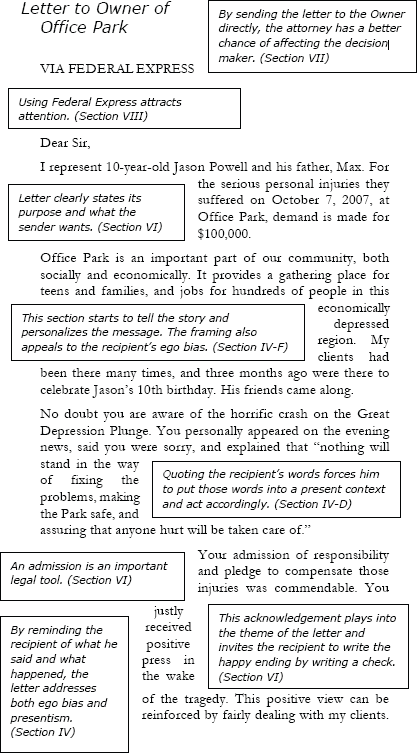 Letter to Owner of
Office Park
By sending the letter to the Owner
directly, the attorney has a better
chance of affecting the decision
maker. (Section VII)
VIA FEDERAL EXPRESS
Using Federal Express attracts
attention. (Section VIII)
Dear Sir,
I represent 10-year-old Jason Powell and his father, Max. For
the serious personal injuries they
suffered on October 7, 2007, at
Office Park, demand is made for
$100,000.
Letter clearly states its
purpose and what the
sender wants. (Section VI)
Office Park is an important part of our community, both
socially and economically. It provides a gathering place for
teens and families, and jobs for hundreds of people in this
economically
depressed
region. My
clients had
This section starts to tell the story and
personalizes the message. The framing also
appeals to the recipient's ego bias. (Section IV-F)
been there many times, and three months ago were there to
celebrate Jason's 10th birthday. His friends came along.
No doubt you are aware of the horrific crash on the Great
Depression Plunge. You personally appeared on the evening
news, said you were sorry, and explained that “nothing will
stand in the way
of fixing the
problems, making
the Park safe, and
Quoting the recipient's words forces him
to put those words into a present context
and act accordingly. (Section IV-D)
assuring that anyone hurt will be taken care of.”
An admission is an important
legal tool. (Section VI)
Your admission of responsibility
and pledge to compensate those
injuries was commendable. You
justly
received
positive
press in
the wake
This acknowledgement plays into
the theme of the letter and
invites the recipient to write the
happy ending by writing a check.
(Section VI)
By reminding the
recipient of what he
said and what
happened, the
letter addresses
both ego bias and
presentism.
(Section IV)
of the tragedy. This positive view can be
reinforced by fairly dealing with my clients.